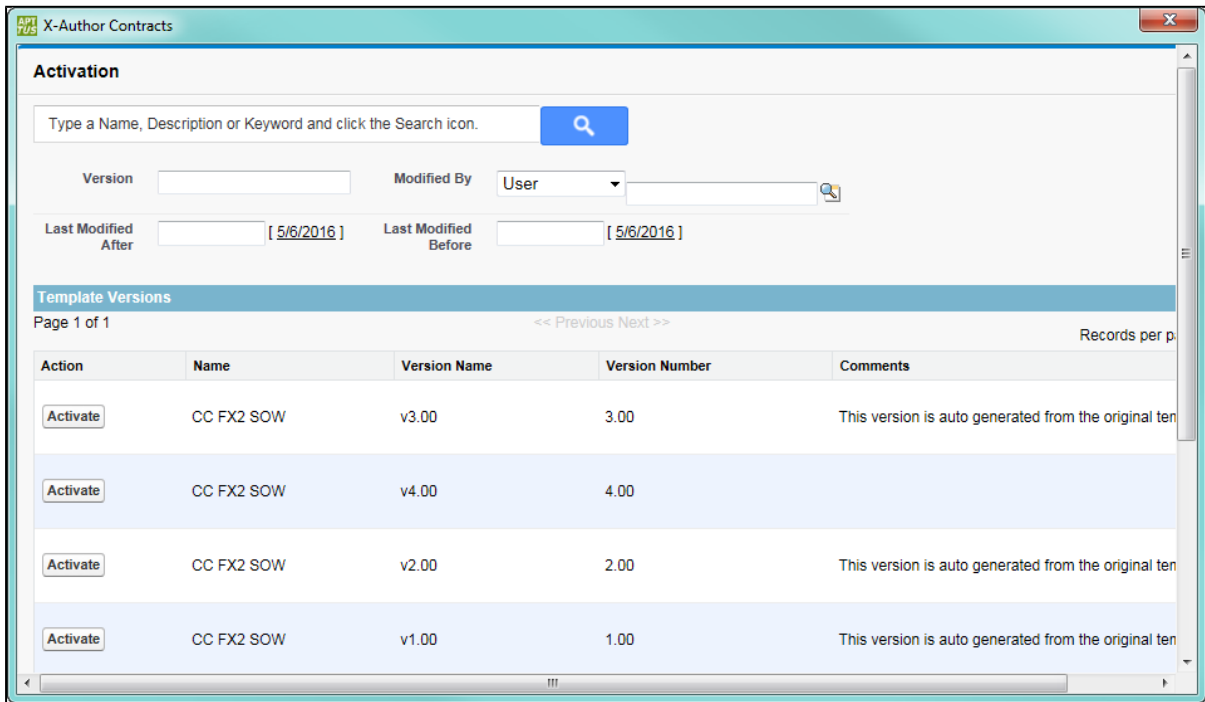 APT TUS X-Author Contracts
Activation
Type a Name, Description or Keyword and click the Search icon.
Version Modified By User
Last Modified After [ 5/6/2016 ] Last Modified Before [ 5/6/2016 ]
Template Versions
Page 1 of 1 << Previous Next >>
Records per p
Action Name Version Name Version Number Comments
Activate CC FX2 SOW v3.00 3.00 This version is auto generated from the original
Activate CC FX2 SOW v4.00 4.00
Activate CC FX2 SOW v2.00 2.00 This version is auto generated from the original
Activate CC FX2 SOW v1.00 1.00 This version is auto generated from the original